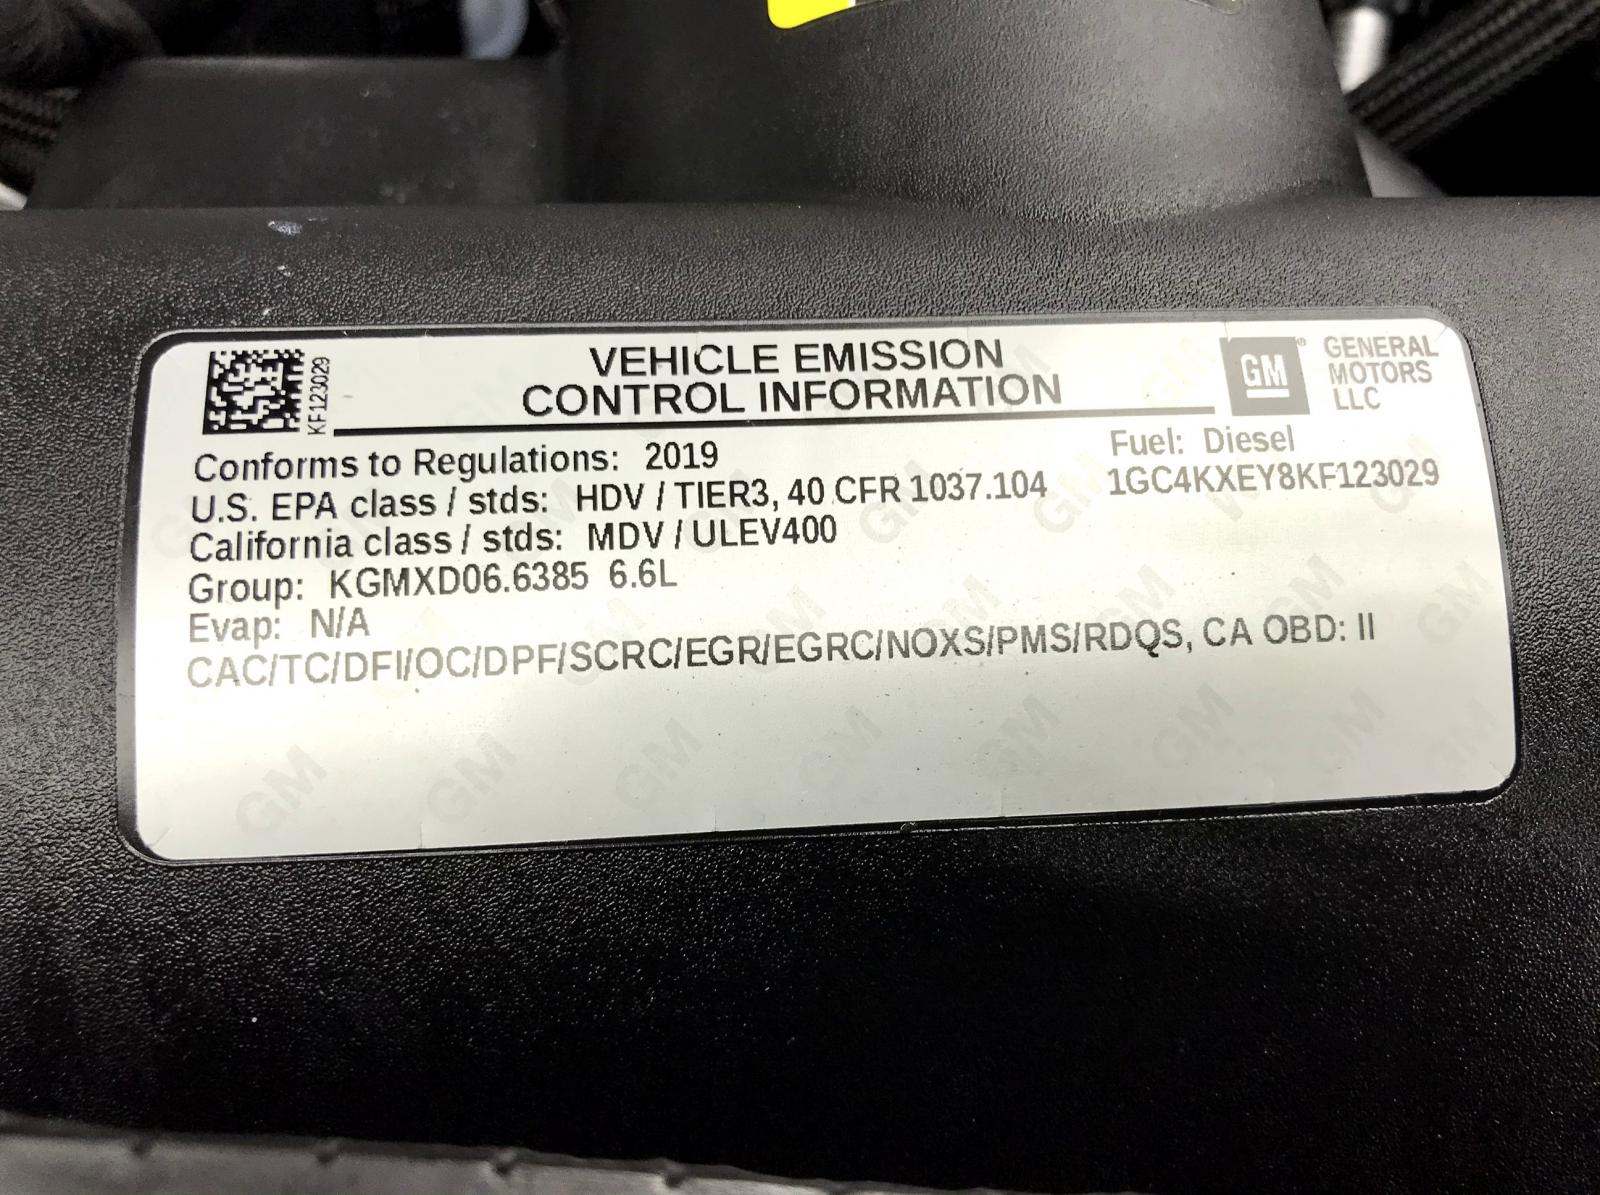 KF123029
VEHICLE EMISSION
CONTROL INFORMATION
GM
GENERAL
MOTORS
LLC
Conforms to Regulations: 2019
Fuel: Diesel
U.S. EPA class / stds: HDV / TIER3, 40 CFR 1037.104
1GC4KXEY8KF123029
California class / stds: MDV / ULEV400
Group: KGMXD06.6385 6.6L
Evap: N/A
CAC/TC/DFI/OC/DPF/SCRC/EGR/EGRC/NOXS/PMS/RDQS, CA OBD: II